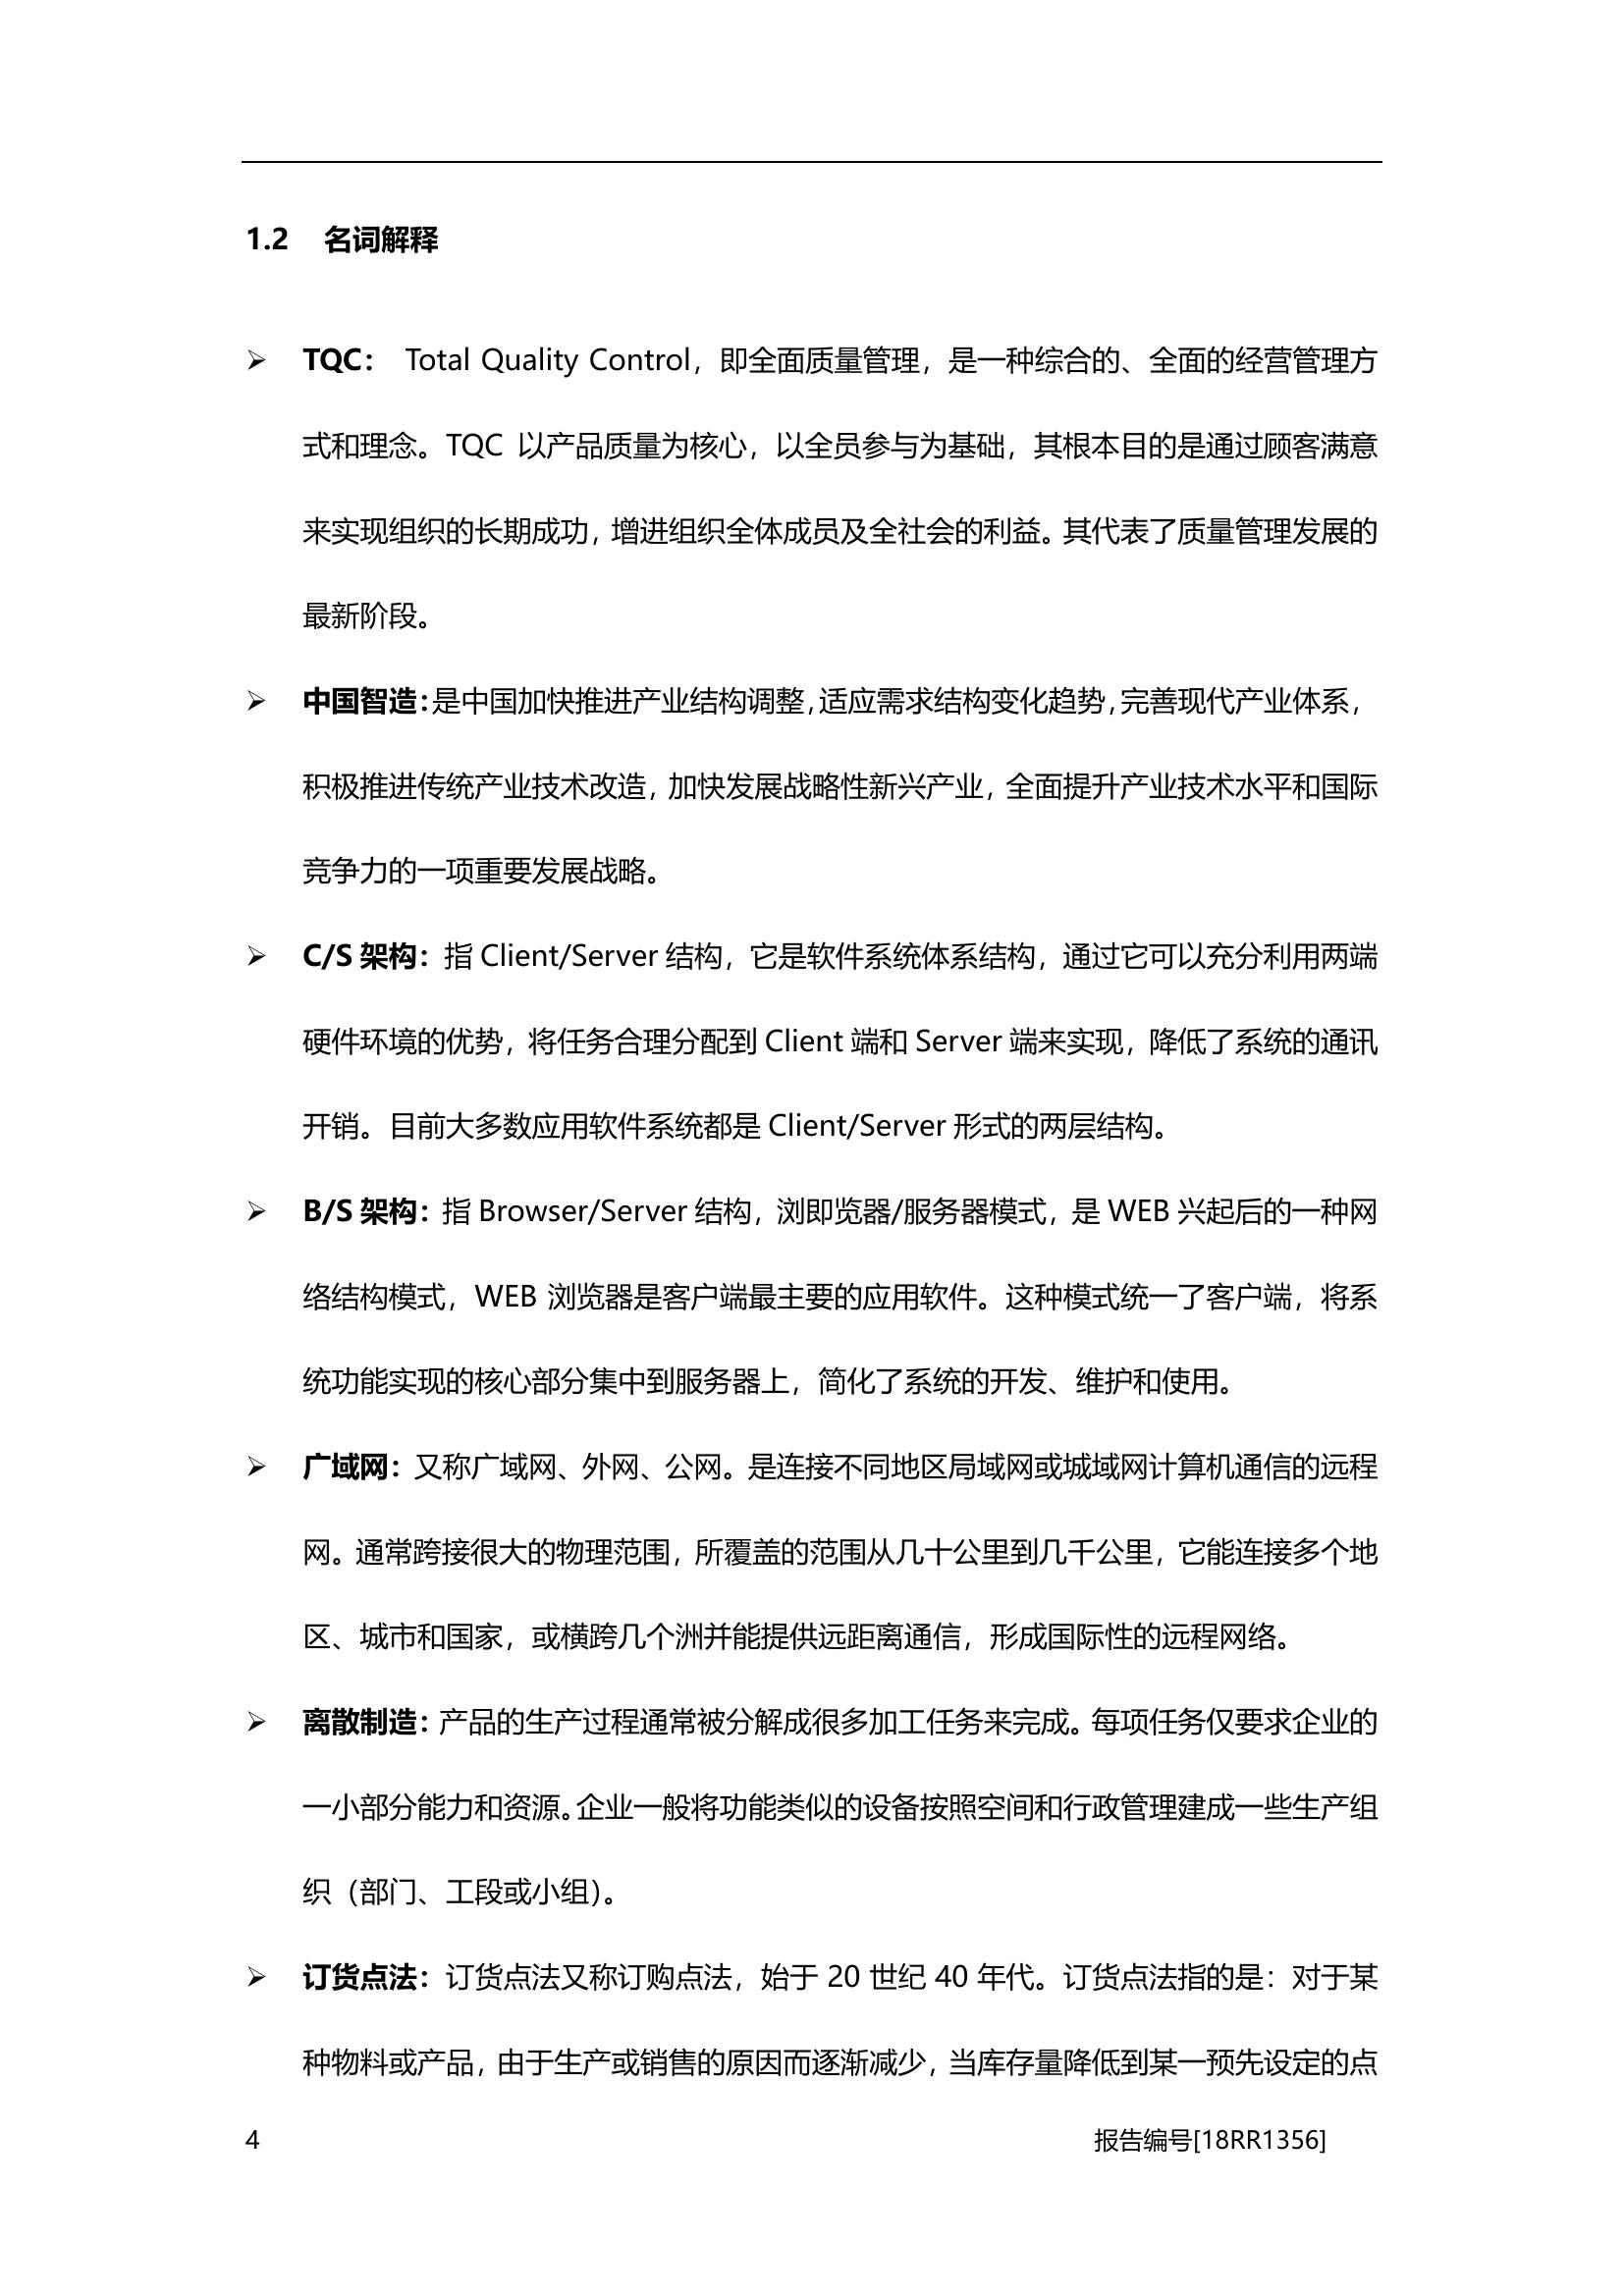 1.2 名词解释
➢ TQC： Total Quality Control，即全面质量管理，是一种综合的、全面的经营管理方
式和理念。TQC 以产品质量为核心，以全员参与为基础，其根本目的是通过顾客满意
来实现组织的长期成功，增进组织全体成员及全社会的利益。其代表了质量管理发展的
最新阶段。
➢ 中国智造：是中国加快推进产业结构调整，适应需求结构变化趋势，完善现代产业体系，
积极推进传统产业技术改造，加快发展战略性新兴产业，全面提升产业技术水平和国际
竞争力的一项重要发展战略。
➢ C/S 架构：指 Client/Server 结构，它是软件系统体系结构，通过它可以充分利用两端
硬件环境的优势，将任务合理分配到 Client 端和 Server 端来实现，降低了系统的通讯
开销。目前大多数应用软件系统都是 Client/Server 形式的两层结构。
➢ B/S 架构：指 Browser/Server 结构，浏即览器/服务器模式，是 WEB 兴起后的一种网
络结构模式，WEB 浏览器是客户端最主要的应用软件。这种模式统一了客户端，将系
统功能实现的核心部分集中到服务器上，简化了系统的开发、维护和使用。
➢ 广域网：又称广域网、外网、公网。是连接不同地区局域网或城域网计算机通信的远程
网。通常跨接很大的物理范围，所覆盖的范围从几十公里到几千公里，它能连接多个地
区、城市和国家，或横跨几个洲并能提供远距离通信，形成国际性的远程网络。
➢ 离散制造：产品的生产过程通常被分解成很多加工任务来完成。每项任务仅要求企业的
一小部分能力和资源。企业一般将功能类似的设备按照空间和行政管理建成一些生产组
织（部门、工段或小组）。
➢ 订货点法：订货点法又称订购点法，始于 20 世纪 40 年代。订货点法指的是：对于某
种物料或产品，由于生产或销售的原因而逐渐减少，当库存量降低到某一预先设定的点
4 报告编号[18RR1356]